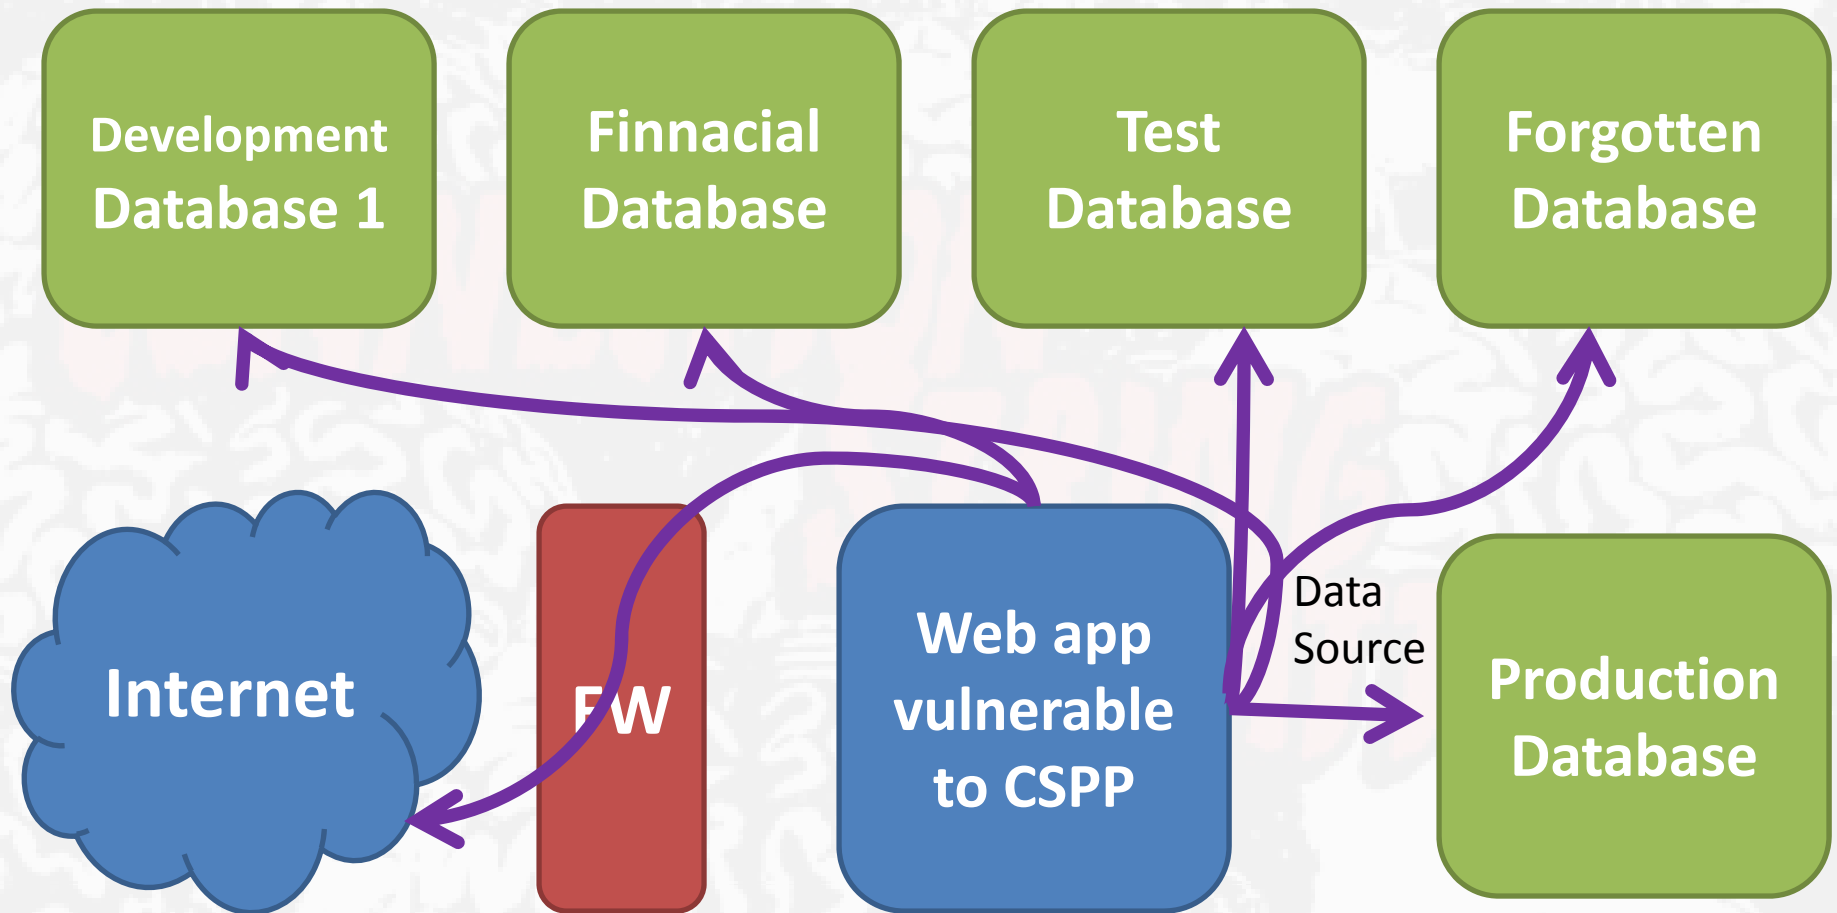 Development
Database 1
Finnacial
Database
Test
Database
Forgotten
Database
Internet
FW
Web app
vulnerable
to CSPP
Data
Source
Production
Database